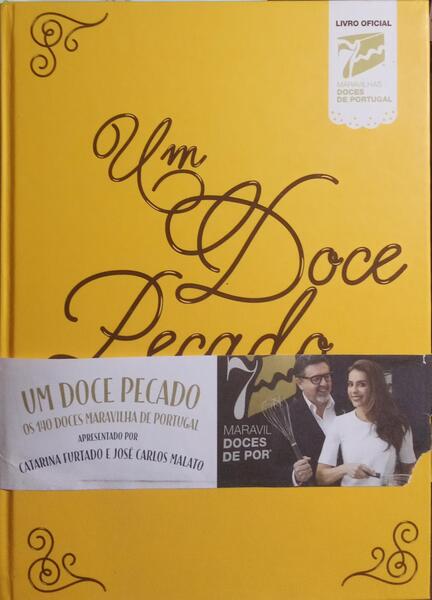 LIVRO OFICIAL
7
MARAVILHAS
DOCES
DE PORTUGAL
Um
Doce
Pecado
UM DOCE PECADO
OS 140 DOCES MARAVILHA DE PORTUGAL
APRESENTADO POR
CATARINA FURTADO E JOSÉ CARLOS MALATO
7
MARAVIL
DOCES
DE POR